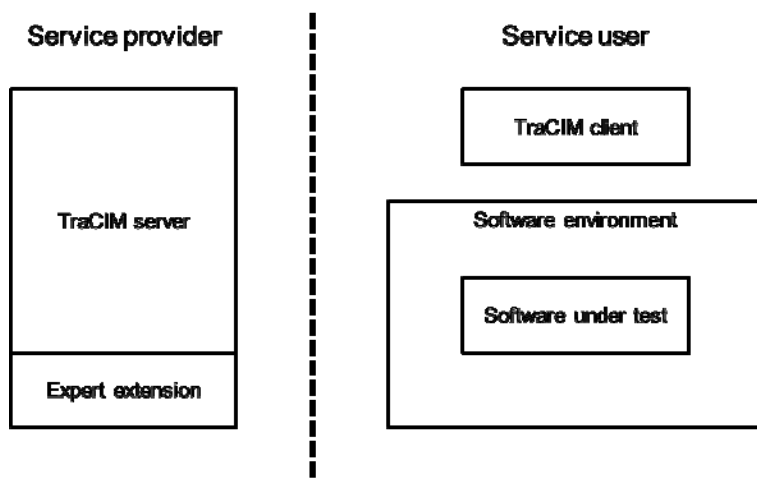 Service provider
Service user
TraCIM server
Expert extension
TraCIM client
Software environment
Software under test